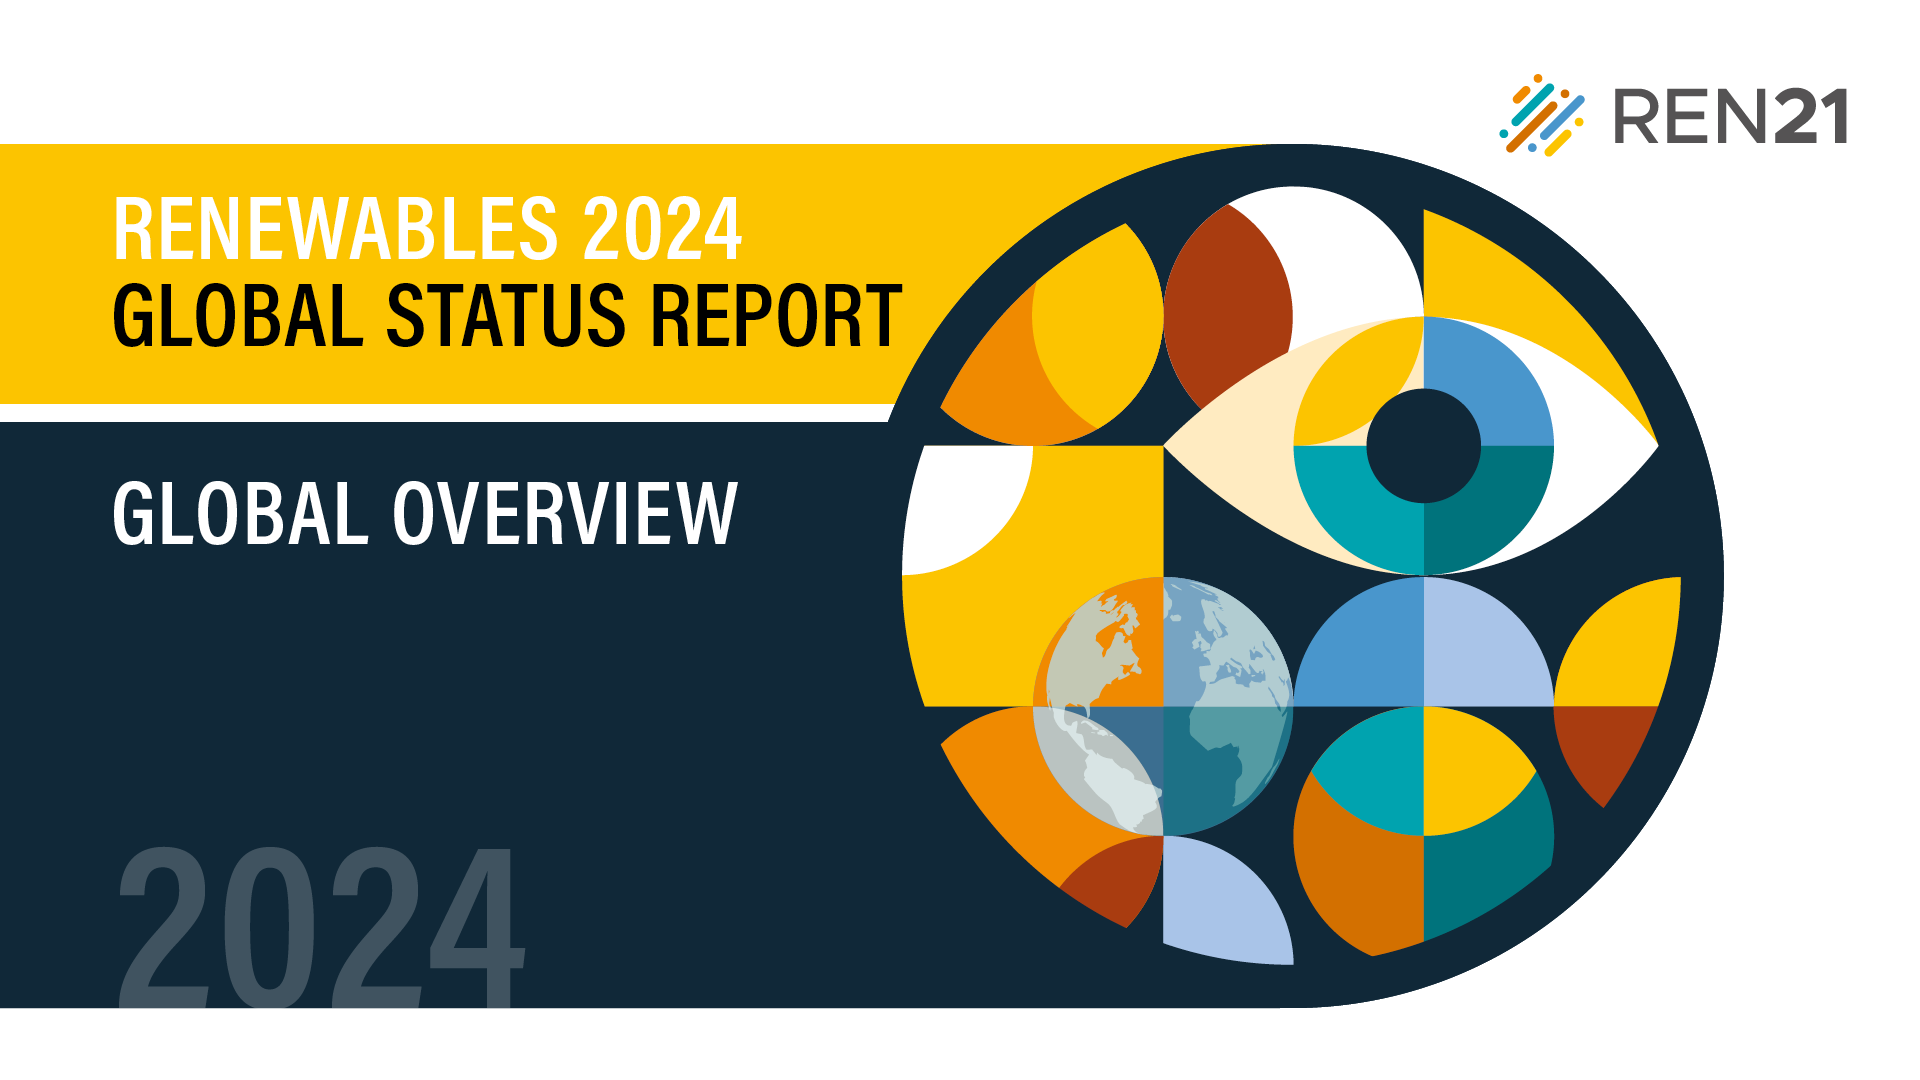 REN21
RENEWABLES 2024
GLOBAL STATUS REPORT
GLOBAL OVERVIEW
2024